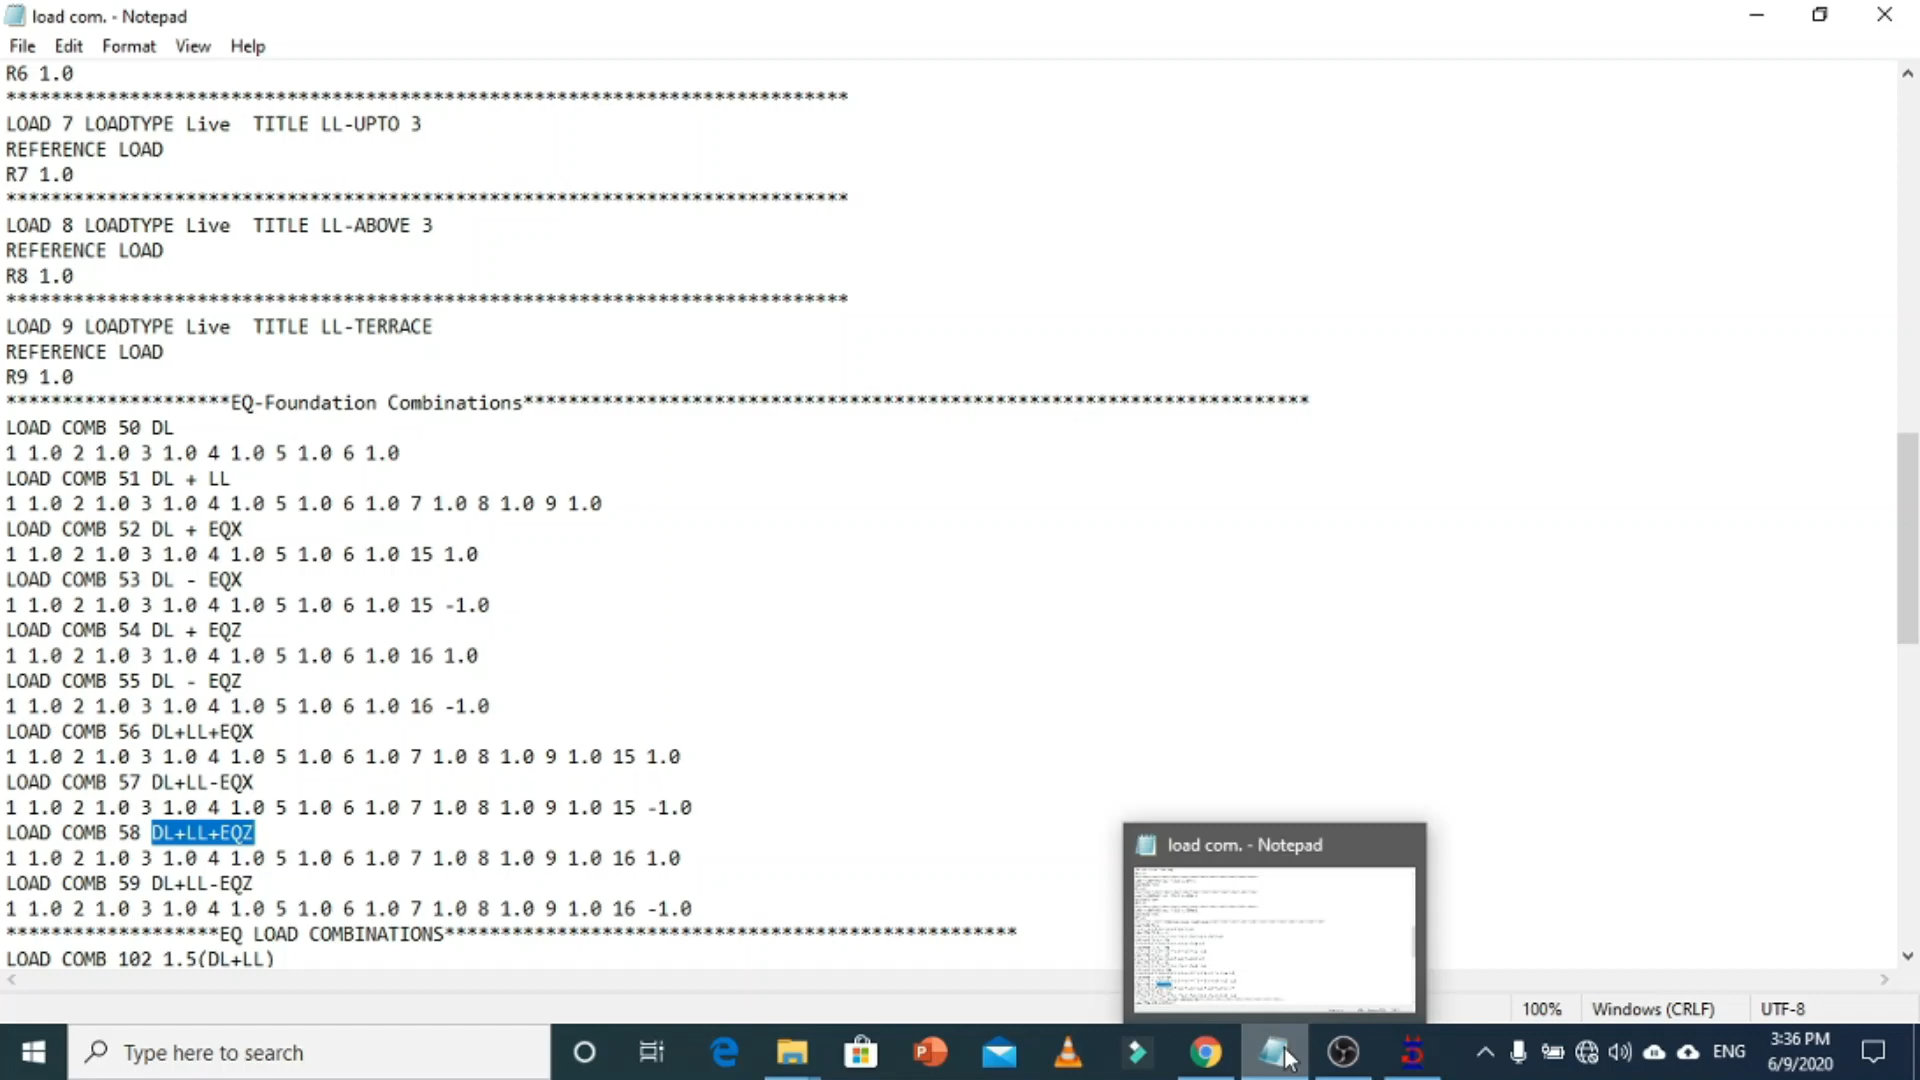 load com. - Notepad
File Edit Format View Help
R6 1.0
***************************************************************************
LOAD 7 LOADTYPE Live  TITLE LL-UPTO 3
REFERENCE LOAD
R7 1.0
***************************************************************************
LOAD 8 LOADTYPE Live  TITLE LL-ABOVE 3
REFERENCE LOAD
R8 1.0
***************************************************************************
LOAD 9 LOADTYPE Live  TITLE LL-TERRACE
REFERENCE LOAD
R9 1.0
********************EQ-Foundation Combinations**********************************************************************
LOAD COMB 50 DL
1 1.0 2 1.0 3 1.0 4 1.0 5 1.0 6 1.0
LOAD COMB 51 DL + LL
1 1.0 2 1.0 3 1.0 4 1.0 5 1.0 6 1.0 7 1.0 8 1.0 9 1.0
LOAD COMB 52 DL + EQX
1 1.0 2 1.0 3 1.0 4 1.0 5 1.0 6 1.0 15 1.0
LOAD COMB 53 DL - EQX
1 1.0 2 1.0 3 1.0 4 1.0 5 1.0 6 1.0 15 -1.0
LOAD COMB 54 DL + EQZ
1 1.0 2 1.0 3 1.0 4 1.0 5 1.0 6 1.0 16 1.0
LOAD COMB 55 DL - EQZ
1 1.0 2 1.0 3 1.0 4 1.0 5 1.0 6 1.0 16 -1.0
LOAD COMB 56 DL+LL+EQX
1 1.0 2 1.0 3 1.0 4 1.0 5 1.0 6 1.0 7 1.0 8 1.0 9 1.0 15 1.0
LOAD COMB 57 DL+LL-EQX
1 1.0 2 1.0 3 1.0 4 1.0 5 1.0 6 1.0 7 1.0 8 1.0 9 1.0 15 -1.0
LOAD COMB 58 DL+LL+EQZ
1 1.0 2 1.0 3 1.0 4 1.0 5 1.0 6 1.0 7 1.0 8 1.0 9 1.0 16 1.0
LOAD COMB 59 DL+LL-EQZ
1 1.0 2 1.0 3 1.0 4 1.0 5 1.0 6 1.0 7 1.0 8 1.0 9 1.0 16 -1.0
*******************EQ LOAD COMBINATIONS***************************************************
LOAD COMB 102 1.5(DL+LL)
load com. - Notepad
100% Windows (CRLF) UTF-8
Type here to search
ENG
3:36 PM
6/9/2020